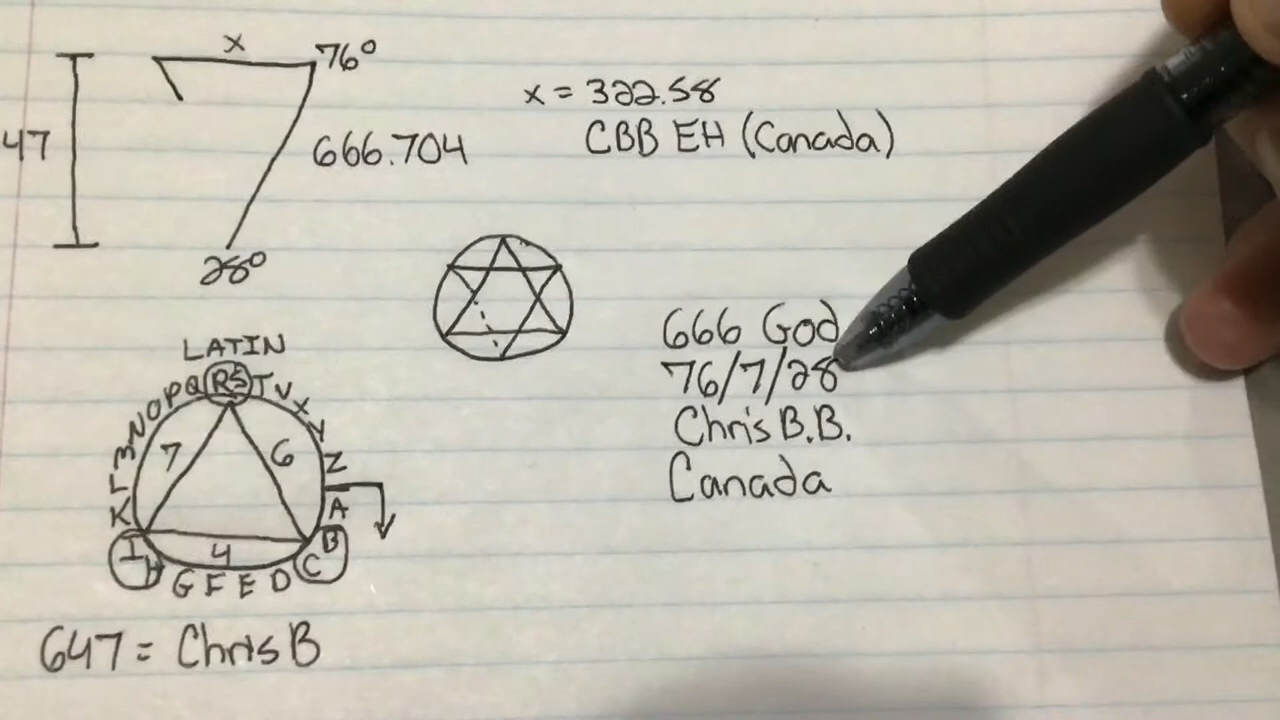 x
76°
47
666.704
28°
x = 322.58
CBB EH (Canada)
LATIN
K L M N O P Q R S T V X Y Z
A B C D E F G H I
7
6
4
647 = Chris B
666 God
76/7/28
Chris B.B.
Canada